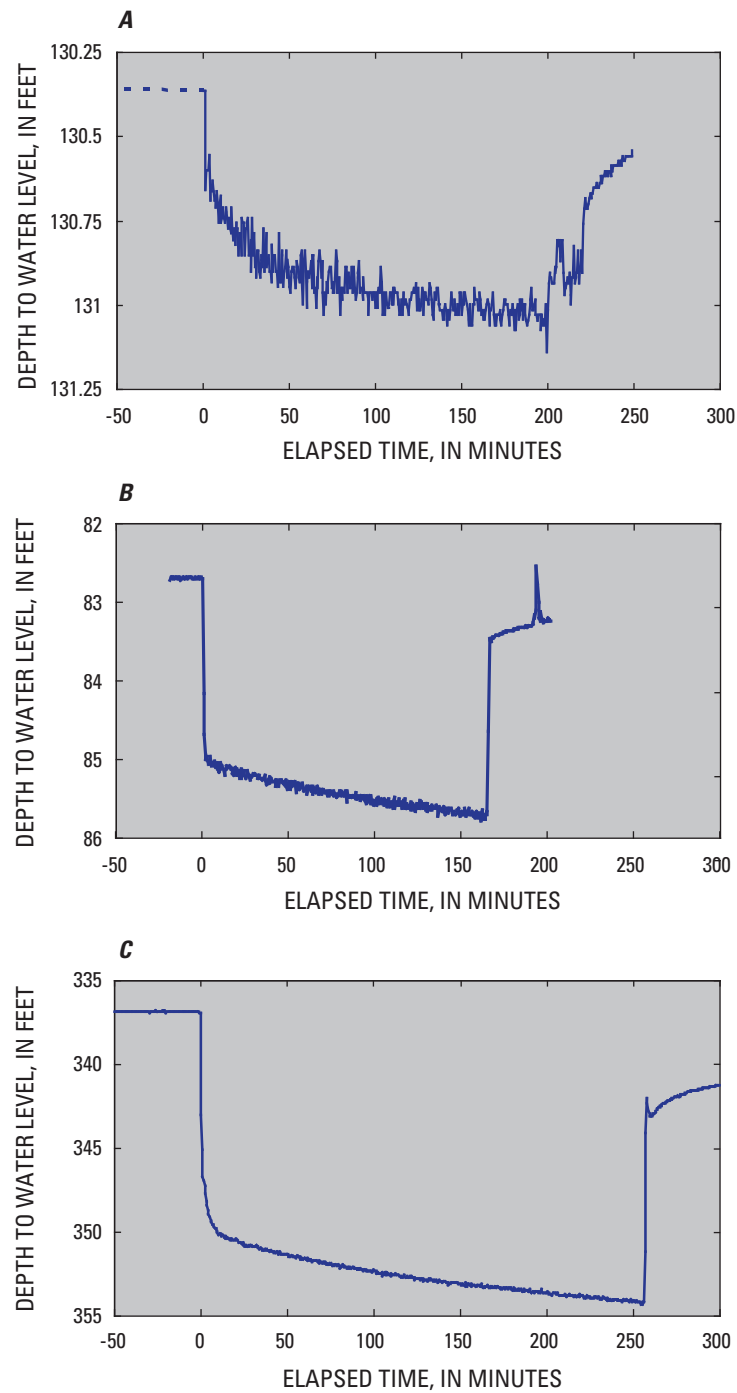 A
DEPTH TO WATER LEVEL, IN FEET
130.25
130.5
130.75
131
131.25
-50 0 50 100 150 200 250 300
ELAPSED TIME, IN MINUTES
B
DEPTH TO WATER LEVEL, IN FEET
82
83
84
85
86
-50 0 50 100 150 200 250 300
ELAPSED TIME, IN MINUTES
C
DEPTH TO WATER LEVEL, IN FEET
335
340
345
350
355
-50 0 50 100 150 200 250 300
ELAPSED TIME, IN MINUTES